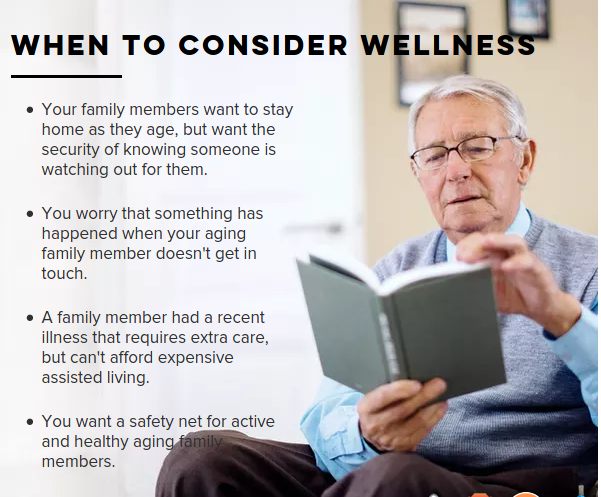 WHEN TO CONSIDER WELLNESS
• Your family members want to stay
home as they age, but want the
security of knowing someone is
watching out for them.
• You worry that something has
happened when your aging
family member doesn't get in
touch.
• A family member had a recent
illness that requires extra care,
but can't afford expensive
assisted living.
• You want a safety net for active
and healthy aging family
members.